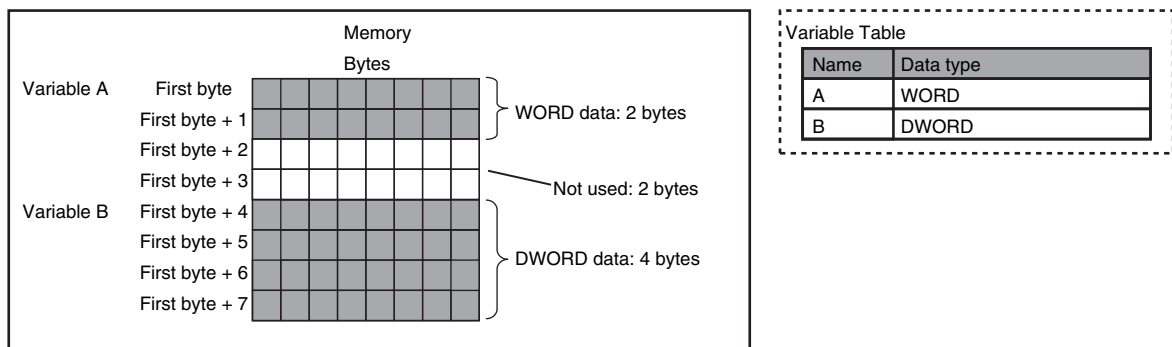 Memory
Bytes
Variable A
First byte
First byte + 1
WORD data: 2 bytes
First byte + 2
First byte + 3
Not used: 2 bytes
Variable B
First byte + 4
First byte + 5
First byte + 6
First byte + 7
DWORD data: 4 bytes
Variable Table
Name Data type
A WORD
B DWORD